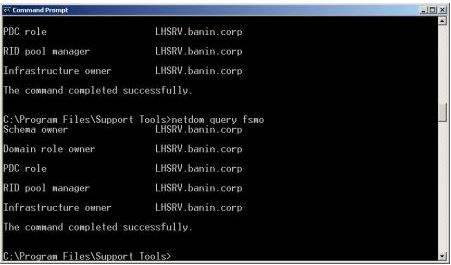 Command Prompt
PDC role LHSRV.banin.corp
RID pool manager LHSRV.banin.corp
Infrastructure owner LHSRV.banin.corp
The command completed successfully.
C:\Program Files\Support Tools>netdom query fsmo
Schema owner LHSRV.banin.corp
Domain role owner LHSRV.banin.corp
PDC role LHSRV.banin.corp
RID pool manager LHSRV.banin.corp
Infrastructure owner LHSRV.banin.corp
The command completed successfully.
C:\Program Files\Support Tools>